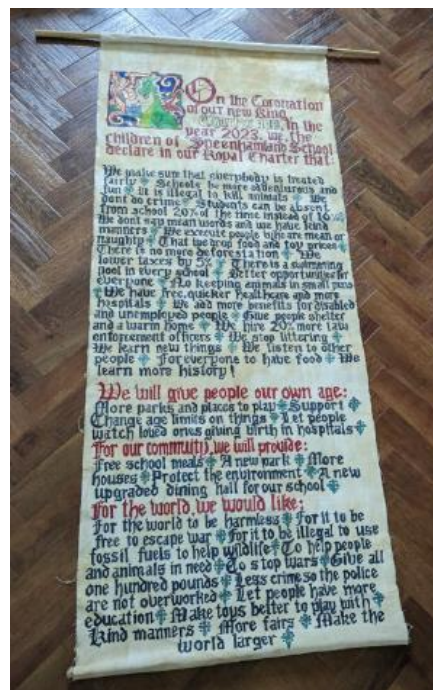 On the Coronation
of our new King
Charles III, in the
year 2023, we, the
children of Speenhamland School
declare in our Royal Charter that:
We make sure that everybody is treated
fairly Schools be more adventurous and
fun It is illegal to kill animals We
dont do crime Students can be absent
from school 20% of the time instead of 10%
We dont say mean words and we have kind
manners We execute people who are mean or
naughty That we drop food and toy prices
There is no more deforestation We
lower taxes by 5% There is a swimming
pool in every school Better opportunities for
everyone No keeping animals in small pens
We have free, quicker healthcare and more
hospitals We add more benefits for disabled
and unemployed people Give people shelter
and a warm home We hire 20% more law
enforcement officers We stop littering
We learn new things We listen to other
people For everyone to have food We
learn more history!
We will give people our own age:
More parks and places to play Support
Change age limits on things Let people
watch loved ones giving birth in hospitals
For our community, we will provide:
Free school meals A new park More
houses Protect the environment A new
upgraded dining hall for our school
For the world, we would like:
For the world to be harmless For it to be
free to escape war For it to be illegal to use
fossil fuels to help wildlife To help people
and animals in need To stop wars Give all
one hundred pounds Less crime so the police
are not overworked Let people have more
education Make toys better to play with
Kind manners More fairs Make the
world larger